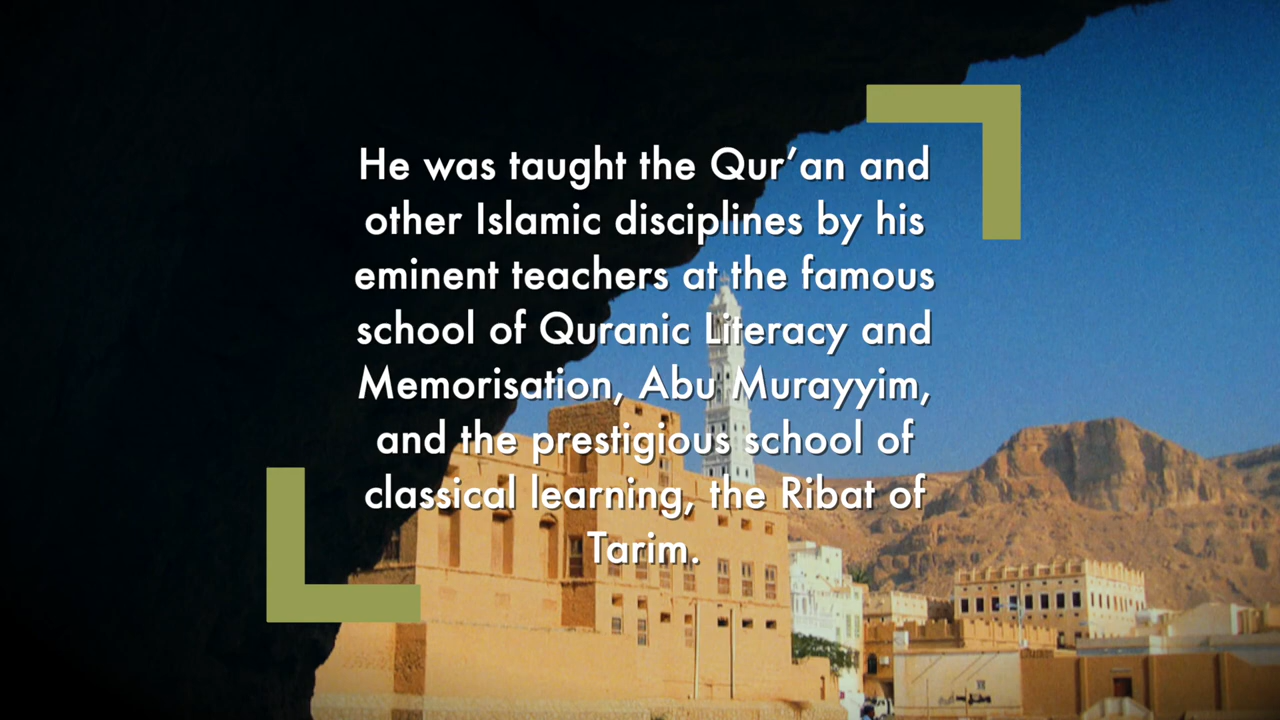 He was taught the Qur’an and
other Islamic disciplines by his
eminent teachers at the famous
school of Quranic Literacy and
Memorisation, Abu Murayyim,
and the prestigious school of
classical learning, the Ribat of
Tarim.